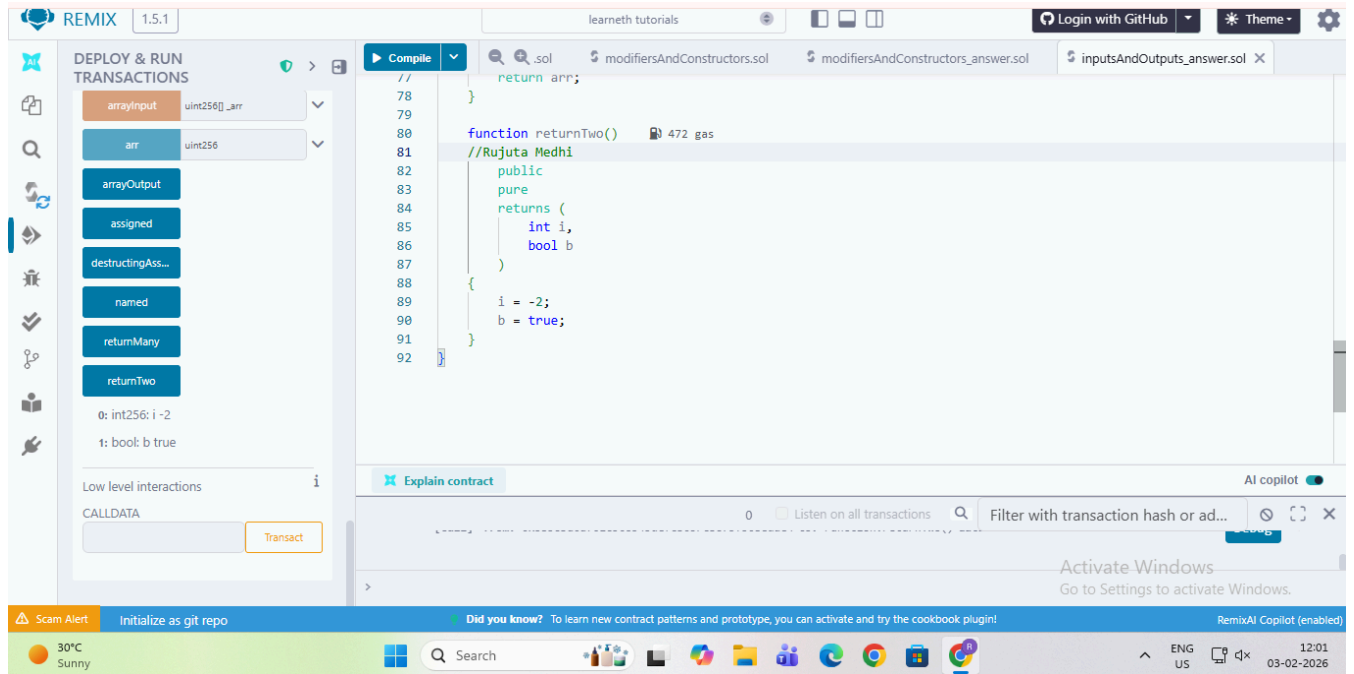 REMIX 1.5.1
learneth tutorials
Login with GitHub
Theme
DEPLOY & RUN
TRANSACTIONS
arrayInput uint256[] _arr
arr uint256
arrayOutput
assigned
destructingAss...
named
returnMany
returnTwo
0: int256: i -2
1: bool: b true
Low level interactions
i
CALLDATA
Transact
Compile
.sol
modifiersAndConstructors.sol
modifiersAndConstructors_answer.sol
inputsAndOutputs_answer.sol
77 return arr;
78 }
79
80 function returnTwo() 472 gas
81 //Rujuta Medhi
82 public
83 pure
84 returns (
85 int i,
86 bool b
87 )
88 {
89 i = -2;
90 b = true;
91 }
92 }
Explain contract
AI copilot
0 Listen on all transactions
Filter with transaction hash or ad...
Debug
>
Activate Windows
Go to Settings to activate Windows.
Scam Alert
Initialize as git repo
Did you know? To learn new contract patterns and prototype, you can activate and try the cookbook plugin!
RemixAI Copilot (enabled)
30°C
Sunny
Search
ENG
US
12:01
03-02-2026